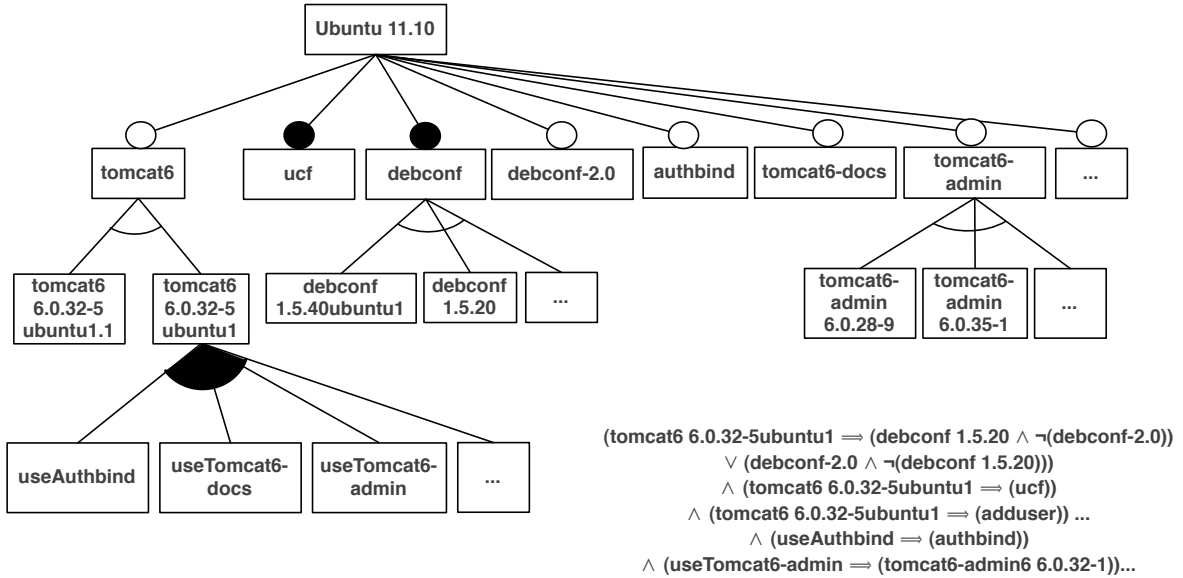 Ubuntu 11.10
tomcat6
ucf
debconf
debconf-2.0
authbind
tomcat6-docs
tomcat6-
admin
...
tomcat6
6.0.32-5
ubuntu1.1
tomcat6
6.0.32-5
ubuntu1
debconf
1.5.40ubuntu1
debconf
1.5.20
...
tomcat6-
admin
6.0.28-9
tomcat6-
admin
6.0.35-1
...
useAuthbind
useTomcat6-
docs
useTomcat6-
admin
...
(tomcat6 6.0.32-5ubuntu1 ⟹ (debconf 1.5.20 ∧ ¬(debconf-2.0))
∨ (debconf-2.0 ∧ ¬(debconf 1.5.20)))
∧ (tomcat6 6.0.32-5ubuntu1 ⟹ (ucf))
∧ (tomcat6 6.0.32-5ubuntu1 ⟹ (adduser)) ...
∧ (useAuthbind ⟹ (authbind))
∧ (useTomcat6-admin ⟹ (tomcat6-admin6 6.0.32-1))...